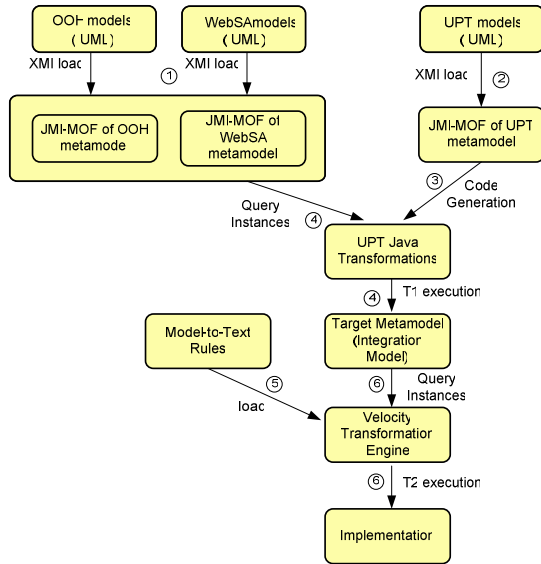 OOH models
( UML)
WebSAmodels
( UML)
UPT models
( UML)
XMI load
①
XMI load
XMI load
②
JMI-MOF of OOH
metamode
JMI-MOF of
WebSA
metamodel
JMI-MOF of UPT
metamodel
③
Code
Generation
Query
Instances
④
UPT Java
Transformations
④
T1 execution
Model-to-Text
Rules
Target Metamodel
(Integration
Model)
⑤
load
⑥
Query
Instances
Velocity
Transformation
Engine
⑥
T2 execution
Implementation